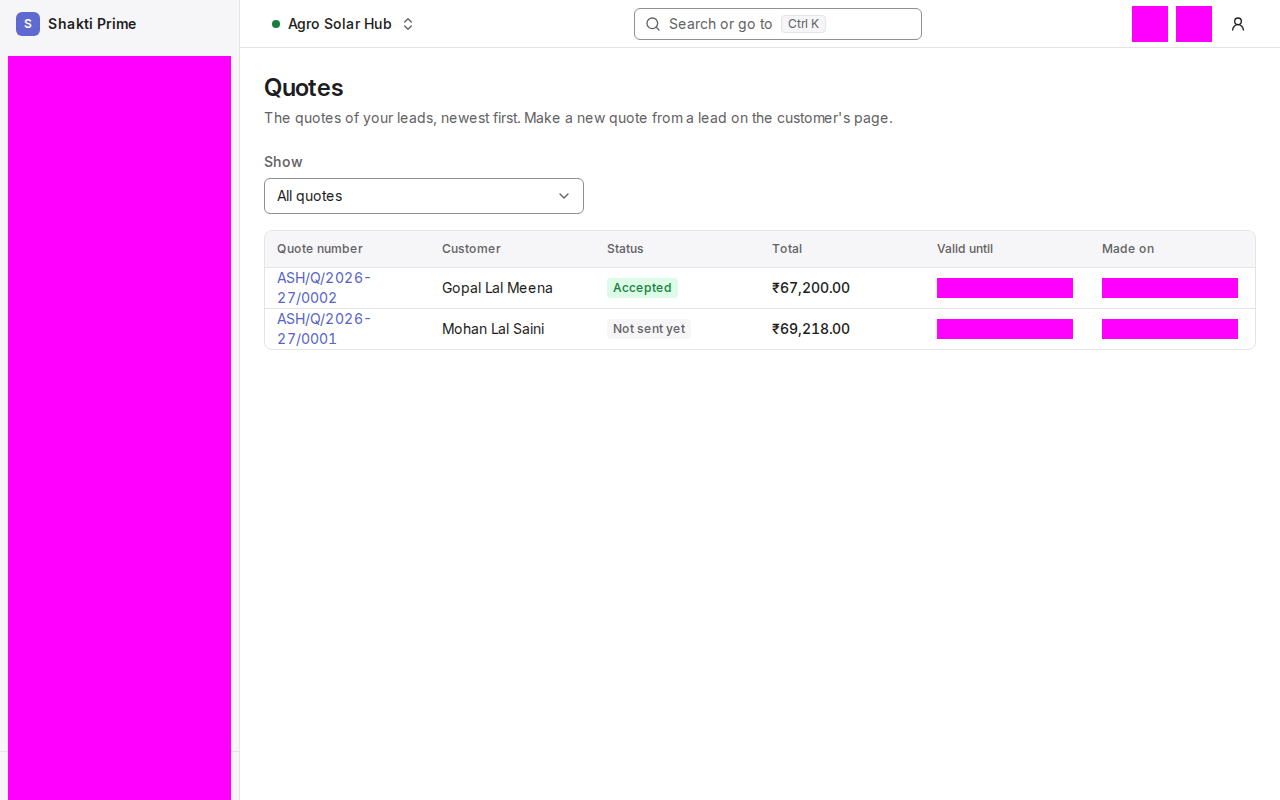 S Shakti Prime
Agro Solar Hub
Search or go to Ctrl K
Quotes
The quotes of your leads, newest first. Make a new quote from a lead on the customer's page.
Show
All quotes
Quote number Customer Status Total Valid until Made on
ASH/Q/2026-
27/0002
Gopal Lal Meena Accepted ₹67,200.00
ASH/Q/2026-
27/0001
Mohan Lal Saini Not sent yet ₹69,218.00